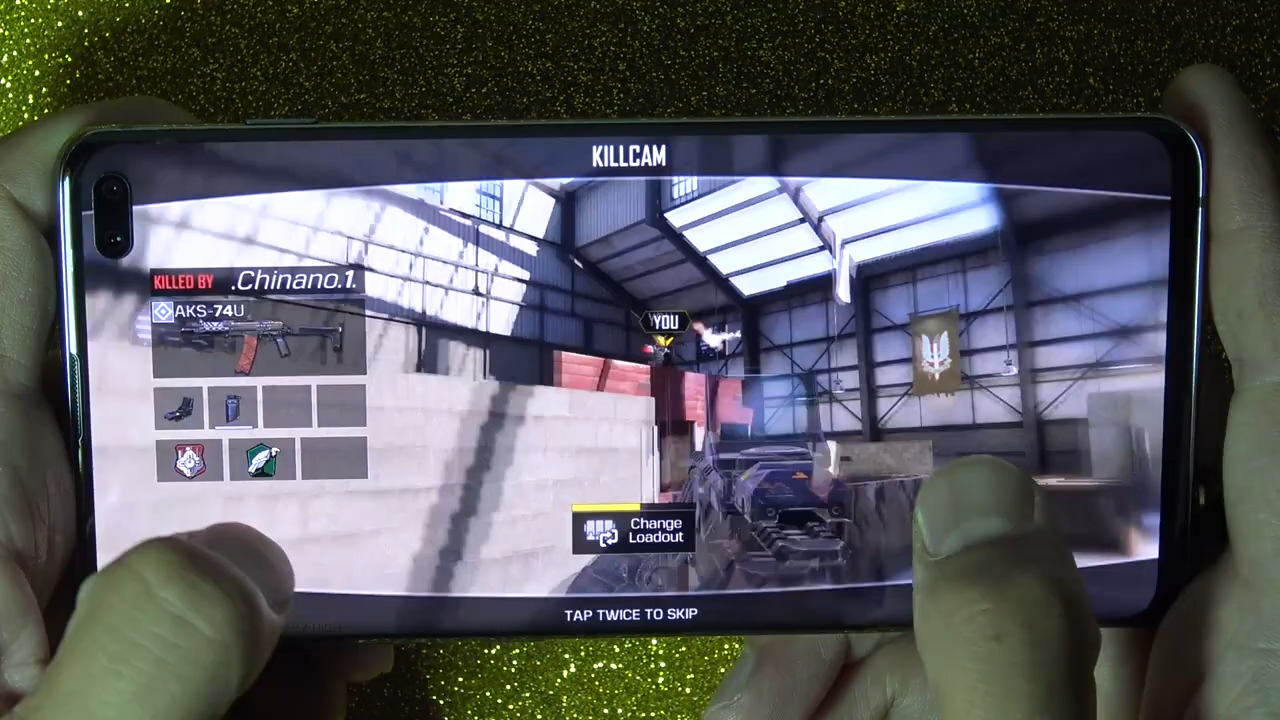 KILLCAM
KILLED BY .Chinano.1.
AKS-74U
YOU
Change
Loadout
TAP TWICE TO SKIP